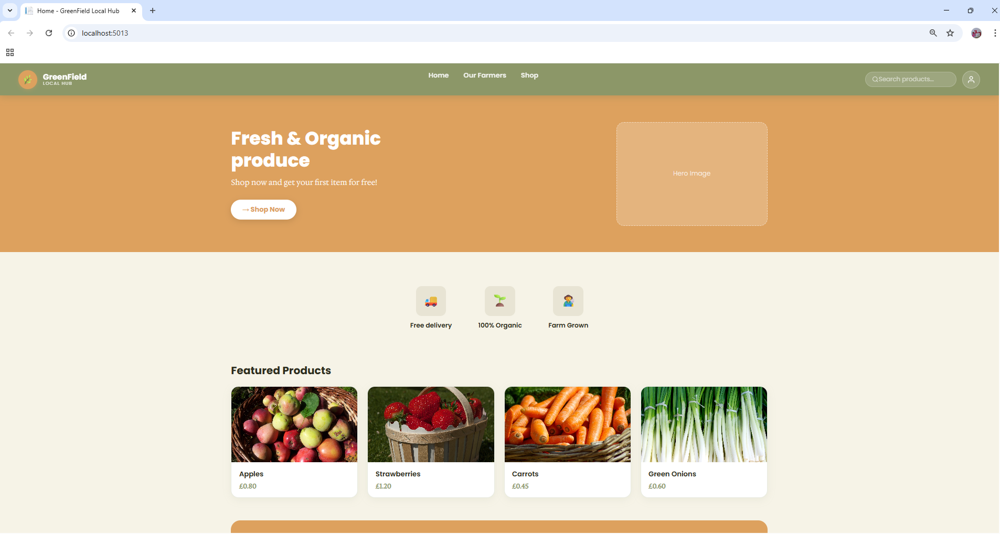 Home - GreenField Local Hub
localhost:5013
GreenField
LOCAL HUB
Home
Our Farmers
Shop
Search products...
Fresh & Organic
produce
Shop now and get your first item for free!
→ Shop Now
Hero Image
Free delivery
100% Organic
Farm Grown
Featured Products
Apples
£0.80
Strawberries
£1.20
Carrots
£0.45
Green Onions
£0.60